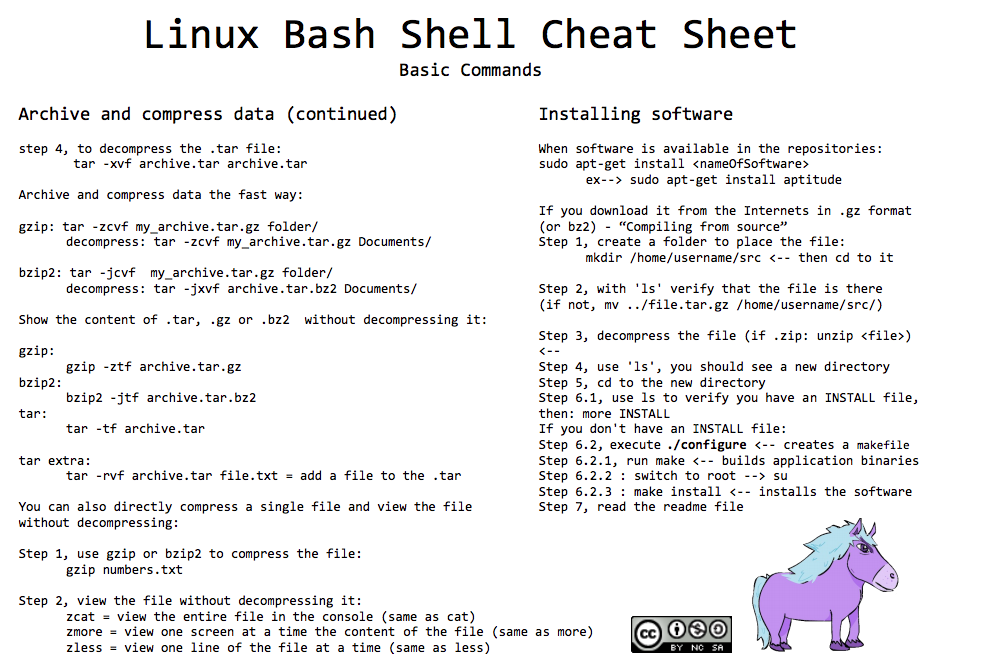 Linux Bash Shell Cheat Sheet
Basic Commands
Archive and compress data (continued)
step 4, to decompress the .tar file:
tar -xvf archive.tar archive.tar
Archive and compress data the fast way:
gzip: tar -zcvf my_archive.tar.gz folder/
decompress: tar -zcvf my_archive.tar.gz Documents/
bzip2: tar -jcvf  my_archive.tar.gz folder/
decompress: tar -jxvf archive.tar.bz2 Documents/
Show the content of .tar, .gz or .bz2  without decompressing it:
gzip:
gzip -ztf archive.tar.gz
bzip2:
bzip2 -jtf archive.tar.bz2
tar:
tar -tf archive.tar
tar extra:
tar -rvf archive.tar file.txt = add a file to the .tar
You can also directly compress a single file and view the file
without decompressing:
Step 1, use gzip or bzip2 to compress the file:
gzip numbers.txt
Step 2, view the file without decompressing it:
zcat = view the entire file in the console (same as cat)
zmore = view one screen at a time the content of the file (same as more)
zless = view one line of the file at a time (same as less)
Installing software
When software is available in the repositories:
sudo apt-get install <nameOfSoftware>
ex--> sudo apt-get install aptitude
If you download it from the Internets in .gz format
(or bz2) - “Compiling from source”
Step 1, create a folder to place the file:
mkdir /home/username/src <-- then cd to it
Step 2, with 'ls' verify that the file is there
(if not, mv ../file.tar.gz /home/username/src/)
Step 3, decompress the file (if .zip: unzip <file>)
<--
Step 4, use 'ls', you should see a new directory
Step 5, cd to the new directory
Step 6.1, use ls to verify you have an INSTALL file,
then: more INSTALL
If you don't have an INSTALL file:
Step 6.2, execute ./configure <-- creates a makefile
Step 6.2.1, run make <-- builds application binaries
Step 6.2.2 : switch to root --> su
Step 6.2.3 : make install <-- installs the software
Step 7, read the readme file
cc
BY NC SA